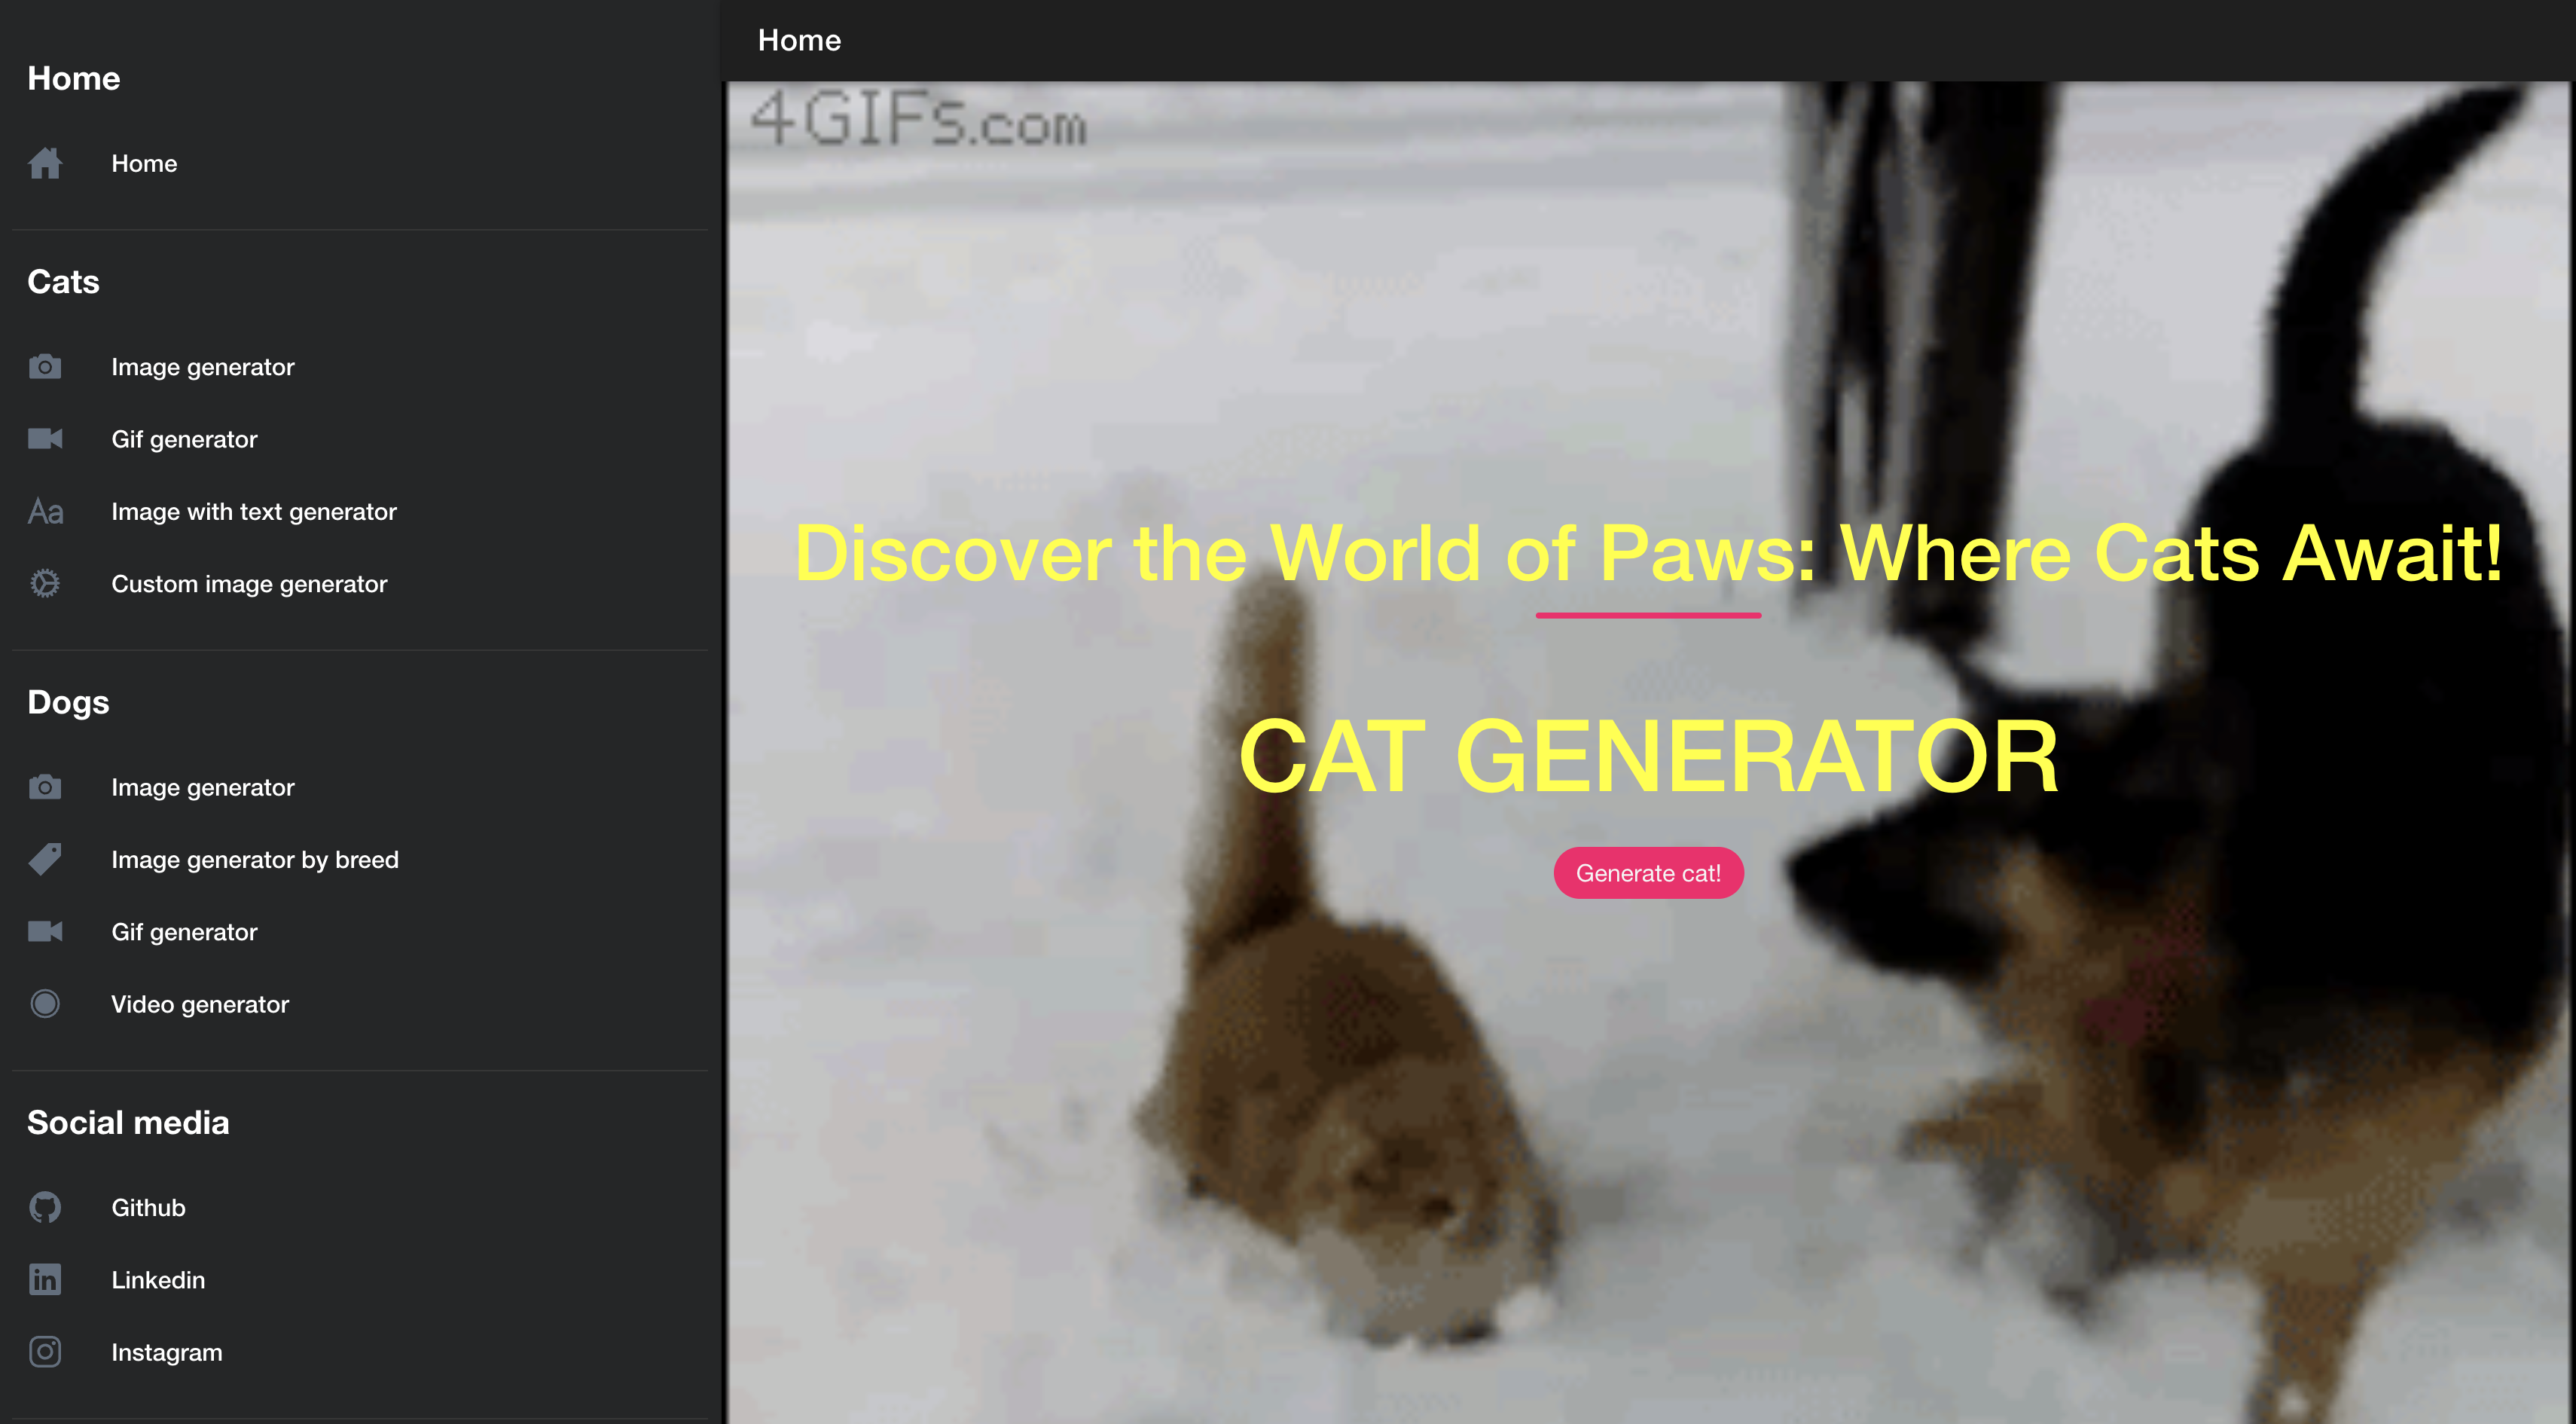 Home
Home
Cats
Image generator
Gif generator
Aa
Image with text generator
Custom image generator
Dogs
Image generator
Image generator by breed
Gif generator
Video generator
Social media
Github
in
Linkedin
Instagram
Home
4GIFs.com
Discover the World of Paws: Where Cats Await!
CAT GENERATOR
Generate cat!